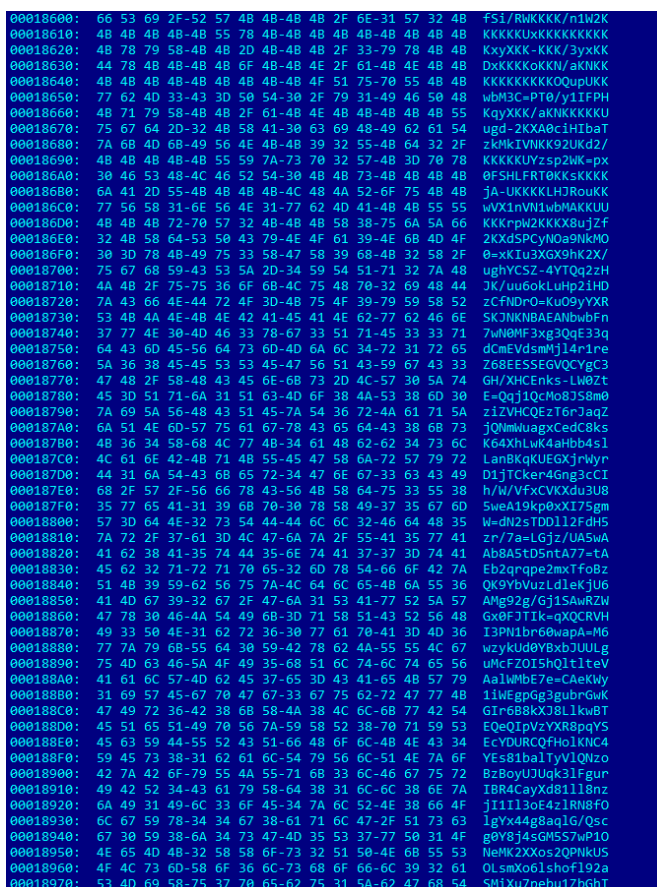 00018600: 66 53 69 2F-52 57 4B 4B-4B 4B 2F 6E-31 57 32 4B fSi/RWKKKK/n1W2K
00018610: 4B 4B 4B 4B-4B 55 78 4B-4B 4B 4B 4B-4B 4B 4B 4B KKKKKUxKKKKKKKKK
00018620: 4B 78 79 58-4B 4B 2D 4B-4B 4B 2F 33-79 78 4B 4B KxyXKK-KKK/3yxKK
00018630: 44 78 4B 4B-4B 4B 6F 4B-4B 4E 2F 61-4B 4E 4B 4B DxKKKKoKKN/aKNKK
00018640: 4B 4B 4B 4B-4B 4B 4B 4B-4B 4F 51 75-70 55 4B 4B KKKKKKKKKOQupUKK
00018650: 77 62 4D 33-43 3D 50 54-30 2F 79 31-49 46 50 48 wbM3C=PT0/y1IFPH
00018660: 4B 71 79 58-4B 4B 2F 61-4B 4E 4B 4B-4B 4B 4B 55 KqyXKK/aKNKKKKKU
00018670: 75 67 64 2D-32 4B 58 41-30 63 69 48-49 62 61 54 ugd-2KXA0ciHIbaT
00018680: 7A 6B 4D 6B-49 56 4E 4B-4B 39 32 55-4B 64 32 2F zkMkIVNKK92UKd2/
00018690: 4B 4B 4B 4B-4B 55 59 7A-73 70 32 57-4B 3D 70 78 KKKKKUYzsp2WK=px
000186A0: 30 46 53 48-4C 46 52 54-30 4B 4B 73-4B 4B 4B 4B 0FSHLFRT0KKsKKKK
000186B0: 6A 41 2D 55-4B 4B 4B 4B-4C 48 4A 52-6F 75 4B 4B jA-UKKKKLHJRouKK
000186C0: 77 56 58 31-6E 56 4E 31-77 62 4D 41-4B 4B 55 55 wVX1nVN1wbMAKKUU
000186D0: 4B 4B 4B 72-70 57 32 4B-4B 4B 58 38-75 6A 5A 66 KKKrpW2KKKX8ujZf
000186E0: 32 4B 58 64-53 50 43 79-4E 4F 61 39-4E 6B 4D 4F 2KXdSPCyNOa9NkMO
000186F0: 30 3D 78 4B-49 75 33 58-47 58 39 68-4B 32 58 2F 0=xKIu3XGX9hK2X/
00018700: 75 67 68 59-43 53 5A 2D-34 59 54 51-71 32 7A 48 ughYCSZ-4YTQq2zH
00018710: 4A 4B 2F 75-75 36 6F 6B-4C 75 48 70-32 69 48 44 JK/uu6okLuHp2iHD
00018720: 7A 43 66 4E-44 72 4F 3D-4B 75 4F 39-79 59 58 52 zCfNDrO=KuO9yYXR
00018730: 53 4B 4A 4E-4B 4E 42 41-45 41 4E 62-77 62 46 6E SKJNKNBAEANbwbFn
00018740: 37 77 4E 30-4D 46 33 78-67 33 51 71-45 33 33 71 7wN0MF3xg3QqE33q
00018750: 64 43 6D 45-56 64 73 6D-4D 6A 6C 34-72 31 72 65 dCmEVdsmMjl4r1re
00018760: 5A 36 38 45-45 53 53 45-47 56 51 43-59 67 43 33 Z68EESSEGVQCYgC3
00018770: 47 48 2F 58-48 43 45 6E-6B 73 2D 4C-57 30 5A 74 GH/XHCEnks-LW0Zt
00018780: 45 3D 51 71-6A 31 51 63-4D 6F 38 4A-53 38 6D 30 E=Qqj1QcMo8JS8m0
00018790: 7A 69 5A 56-48 43 51 45-7A 54 36 72-4A 61 71 5A ziZVHCQEzT6rJaqZ
000187A0: 6A 51 4E 6D-57 75 61 67-78 43 65 64-43 38 6B 73 jQNmWuagxCedC8ks
000187B0: 4B 36 34 58-68 4C 77 4B-34 61 48 62-62 34 73 6C K64XhLwK4aHbb4sl
000187C0: 4C 61 6E 42-4B 71 4B 55-45 47 58 6A-72 57 79 72 LanBKqKUEGXjrWyr
000187D0: 44 31 6A 54-43 6B 65 72-34 47 6E 67-33 63 43 49 D1jTCker4Gng3cCI
000187E0: 68 2F 57 2F-56 66 78 43-56 4B 58 64-75 33 55 38 h/W/VfxCVKXdu3U8
000187F0: 35 77 65 41-31 39 6B 70-30 78 58 49-37 35 67 6D 5weA19kp0xXI75gm
00018800: 57 3D 64 4E-32 73 54 44-44 6C 6C 32-46 64 48 35 W=dN2sTDDll2FdH5
00018810: 7A 72 2F 37-61 3D 4C 47-6A 7A 2F 55-41 35 77 41 zr/7a=LGjz/UA5wA
00018820: 41 62 38 41-35 74 44 35-6E 74 41 37-37 3D 74 41 Ab8A5tD5ntA77=tA
00018830: 45 62 32 71-72 71 70 65-32 6D 78 54-66 6F 42 7A Eb2qrqpe2mxTfoBz
00018840: 51 4B 39 59-62 56 75 7A-4C 64 6C 65-4B 6A 55 36 QK9YbVuzLdleKjU6
00018850: 41 4D 67 39-32 67 2F 47-6A 31 53 41-77 52 5A 57 AMg92g/Gj1SAwRZW
00018860: 47 78 30 46-4A 54 49 6B-3D 71 58 51-43 52 56 48 Gx0FJTIk=qXQCRVH
00018870: 49 33 50 4E-31 62 72 36-30 77 61 70-41 3D 4D 36 I3PN1br60wapA=M6
00018880: 77 7A 79 6B-55 64 30 59-42 78 62 4A-55 55 4C 67 wzykUd0YBxbJUULg
00018890: 75 4D 63 46-5A 4F 49 35-68 51 6C 74-6C 74 65 56 uMcFZOI5hQltlteV
000188A0: 41 61 6C 57-4D 62 45 37-65 3D 43 41-65 4B 57 79 AalWMbE7e=CAeKWy
000188B0: 31 69 57 45-67 70 47 67-33 67 75 62-72 47 77 4B 1iWEgpGg3gubrGwK
000188C0: 47 49 72 36-42 38 6B 58-4A 38 4C 6C-6B 77 42 54 GIr6B8kXJ8LlkwBT
000188D0: 45 51 65 51-49 70 56 7A-59 58 52 38-70 71 59 53 EQeQIpVzYXR8pqYS
000188E0: 45 63 59 44-55 52 43 51-66 48 6F 6C-4B 4E 43 34 EcYDURCQfHolKNC4
000188F0: 59 45 73 38-31 62 61 6C-54 79 56 6C-51 4E 7A 6F YEs81balTyVlQNzo
00018900: 42 7A 42 6F-79 55 4A 55-71 6B 33 6C-46 67 75 72 BzBoyUJUqk3lFgur
00018910: 49 42 52 34-43 61 79 58-64 38 31 6C-6C 38 6E 7A IBR4CayXd81ll8nz
00018920: 6A 49 31 49-6C 33 6F 45-34 7A 6C 52-4E 38 66 4F jI1Il3oE4zlRN8fO
00018930: 6C 67 59 78-34 34 67 38-61 71 6C 47-2F 51 73 63 lgYx44g8aqlG/Qsc
00018940: 67 30 59 38-6A 34 73 47-4D 35 53 37-77 50 31 4F g0Y8j4sGM5S7wP1O
00018950: 4E 65 4D 4B-32 58 58 6F-73 32 51 50-4E 6B 55 53 NeMK2XXos2QPNkUS
00018960: 4F 4C 73 6D-58 6F 36 6C-73 68 6F 66-6C 39 32 61 OLsmXo6lshofl92a
00018970: 53 4D 69 58-75 37 70 65-62 75 31 5A-62 47 68 54 SMiXu7pebu1ZbGhT